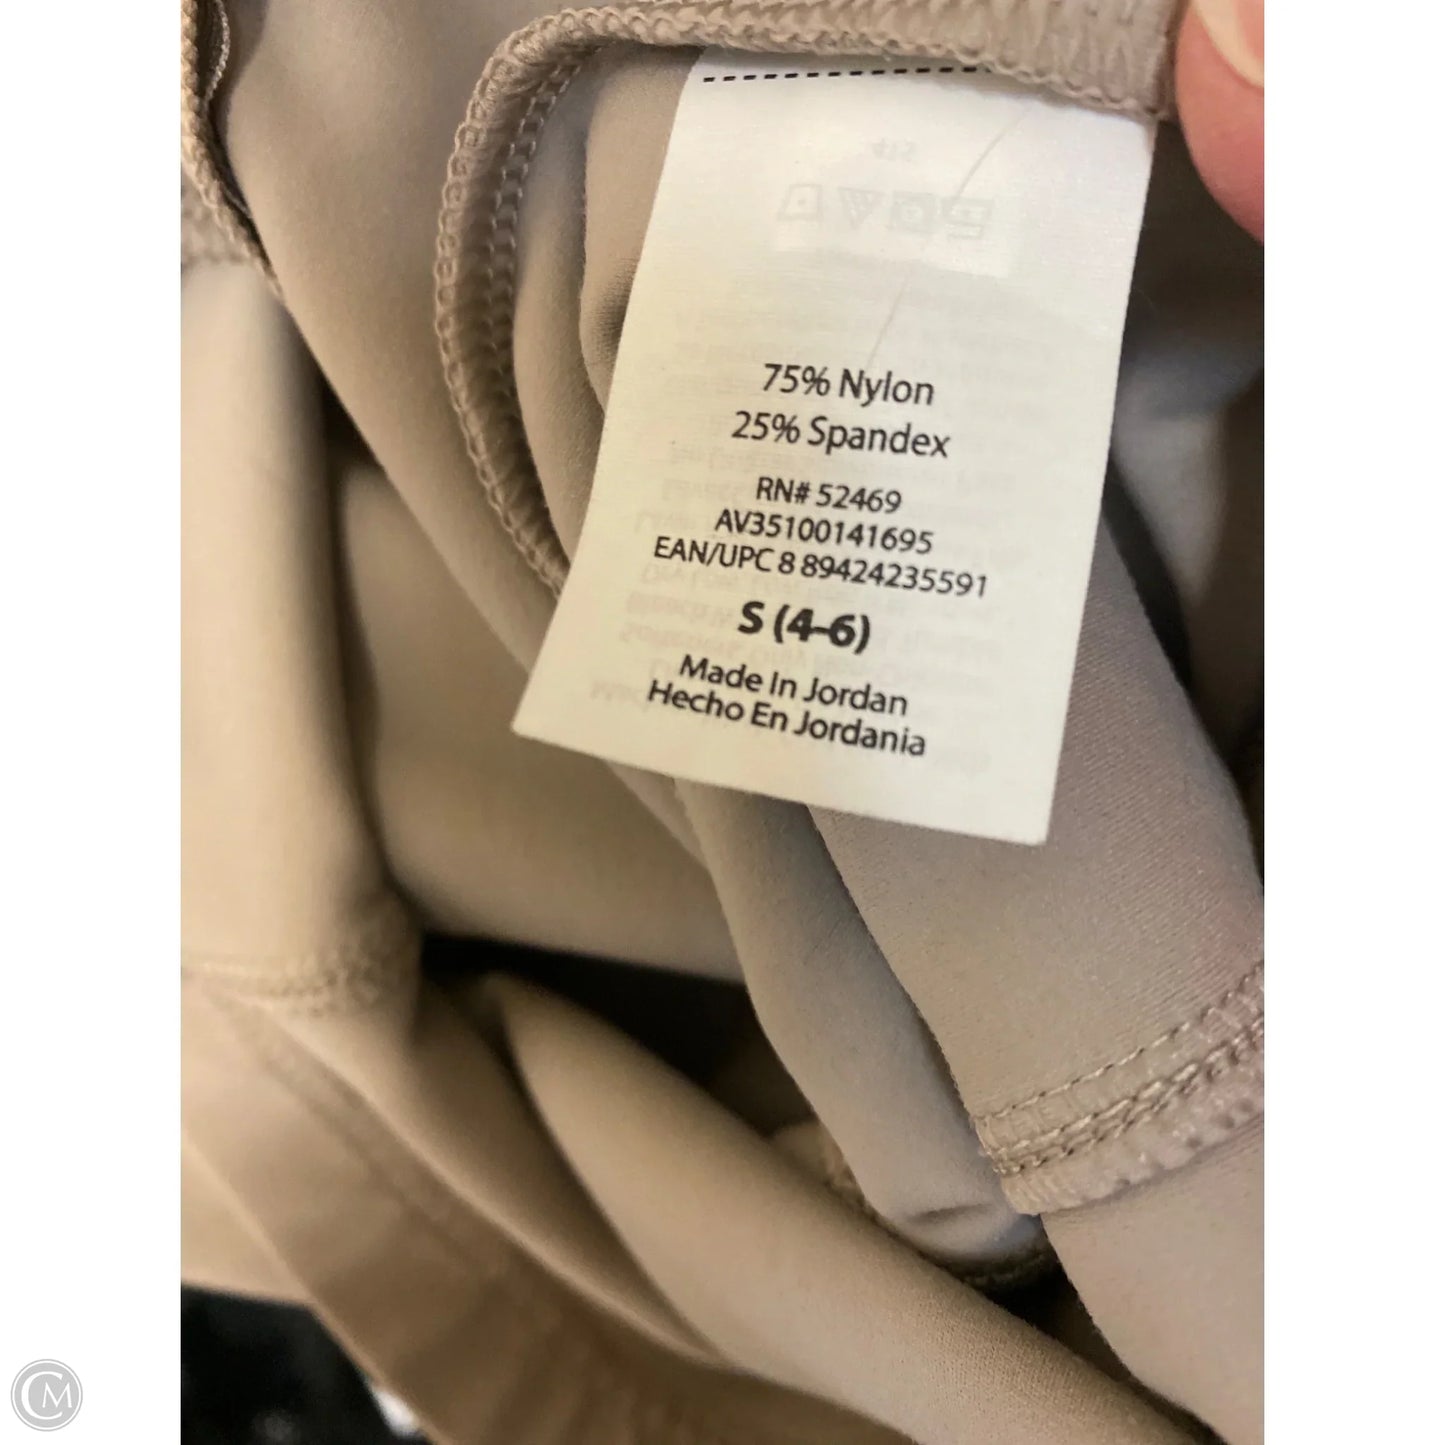 75% Nylon
25% Spandex
RN# 52469
AV35100141695
EAN/UPC 8 89424235591
S (4-6)
Made In Jordan
Hecho En Jordania
CM